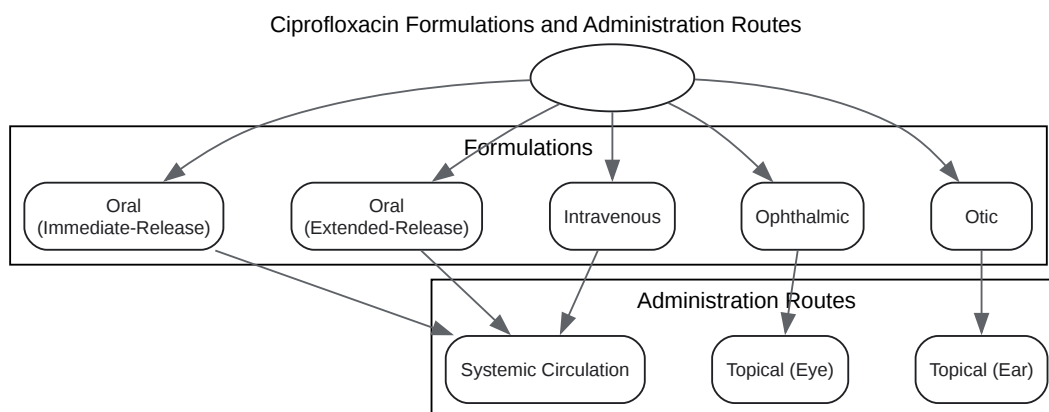 Ciprofloxacin Formulations and Administration Routes
Formulations
Oral
(Immediate-Release)
Oral
(Extended-Release)
Intravenous
Ophthalmic
Otic
Administration Routes
Systemic Circulation
Topical (Eye)
Topical (Ear)